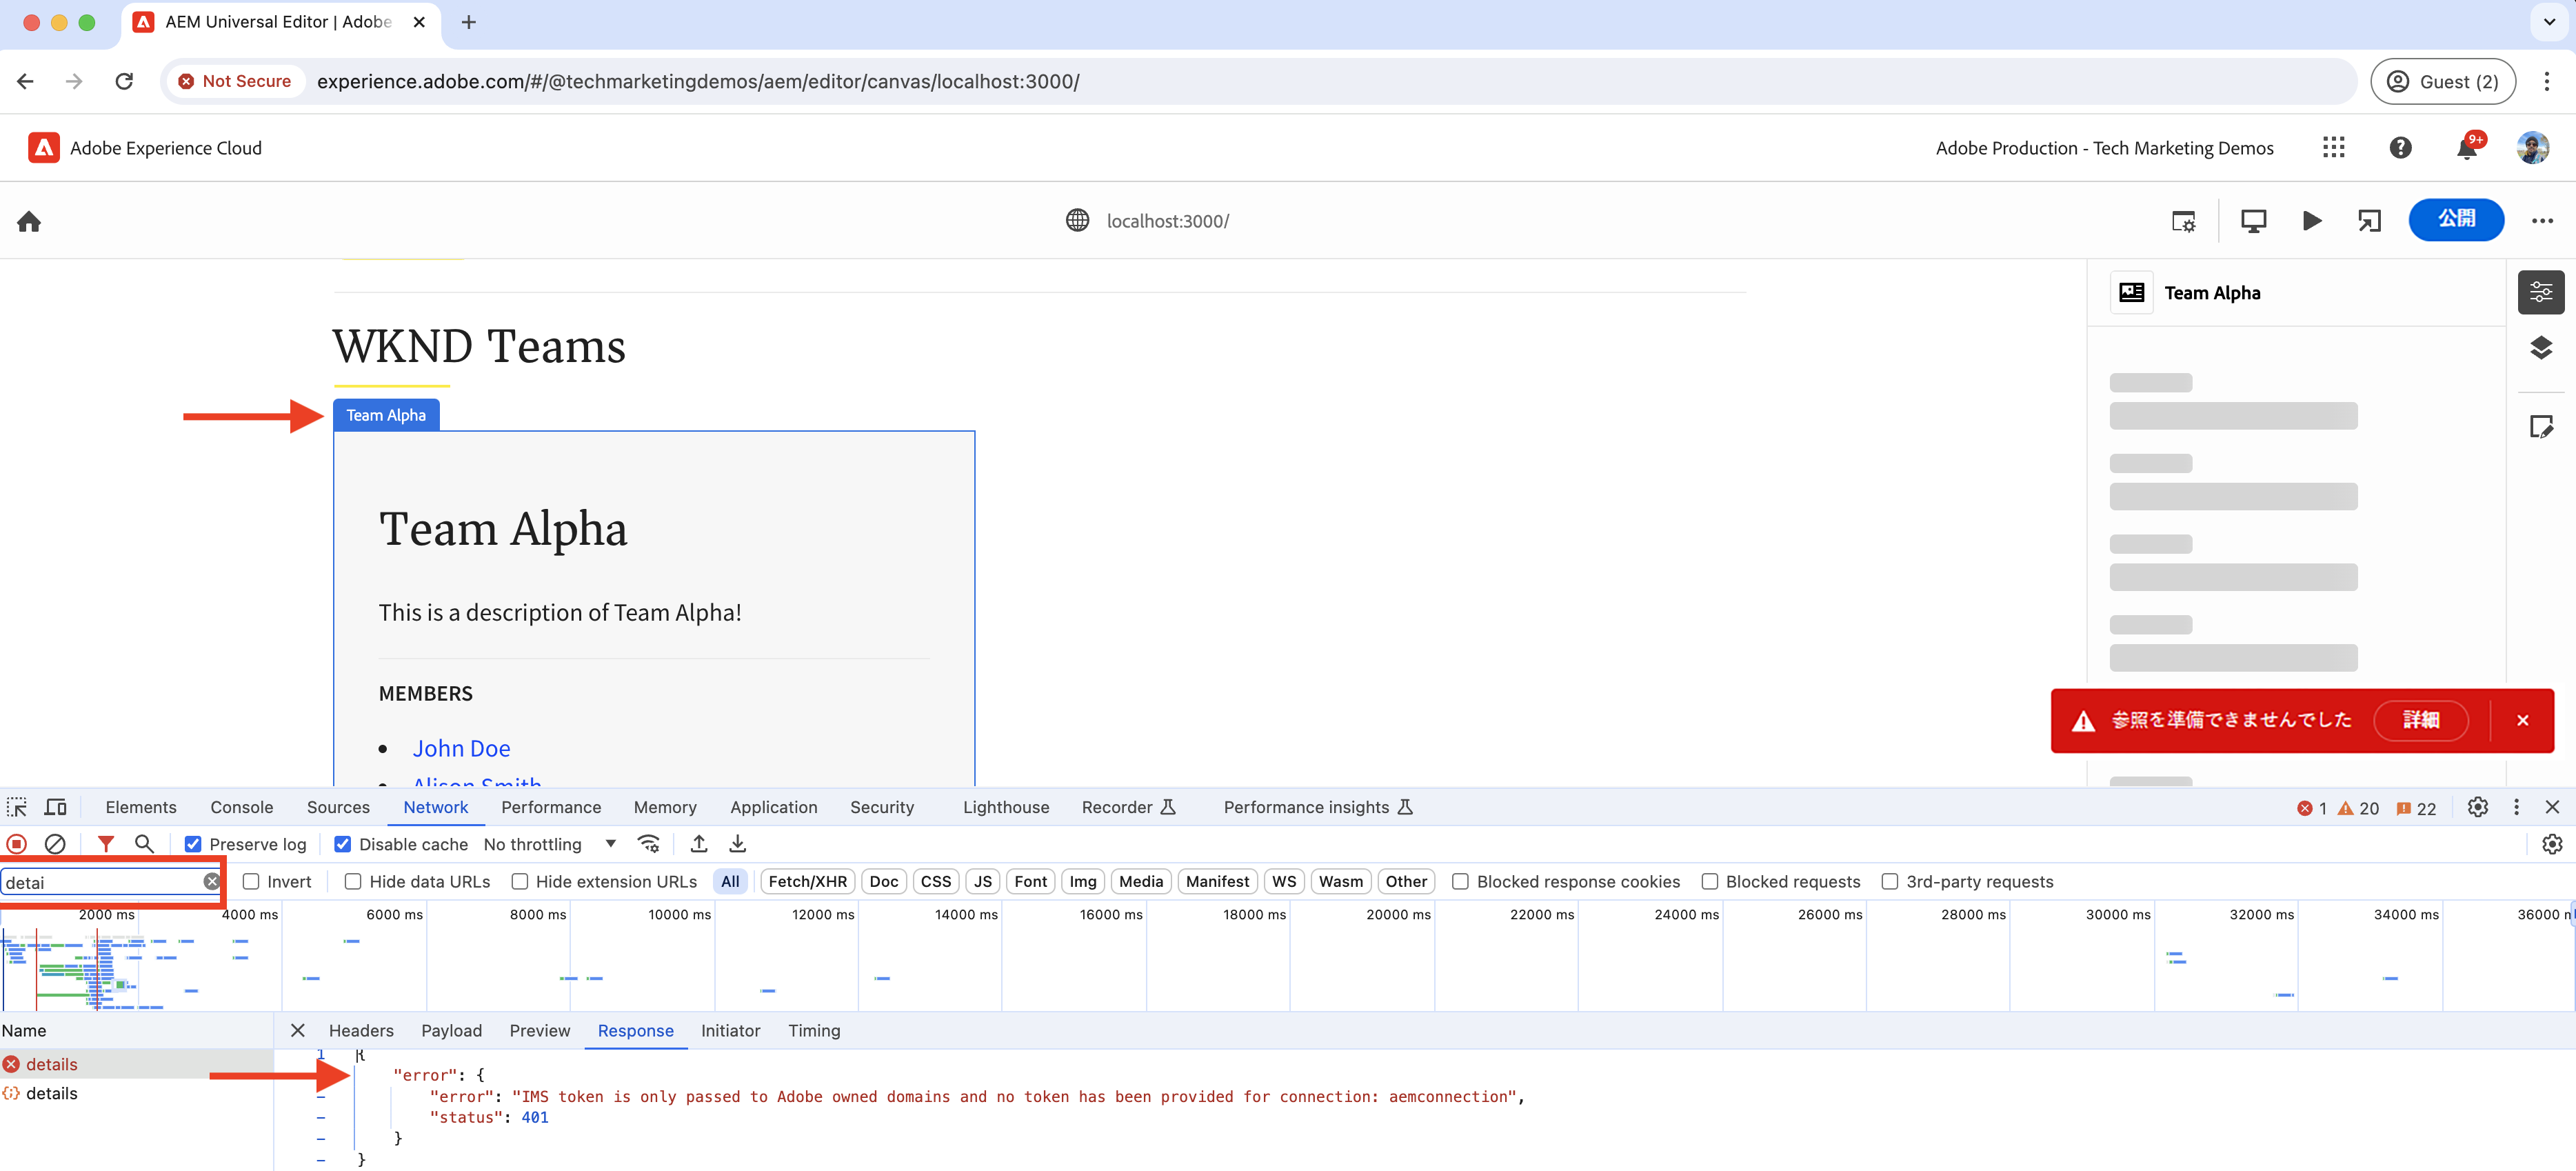 AEM Universal Editor | Adobe
Not Secure
experience.adobe.com/#/@techmarketingdemos/aem/editor/canvas/localhost:3000/
Guest (2)
Adobe Experience Cloud
Adobe Production - Tech Marketing Demos
9+
localhost:3000/
公開
WKND Teams
Team Alpha
Team Alpha
This is a description of Team Alpha!
MEMBERS
John Doe
Alison Smith
Team Alpha
参照を準備できませんでした 詳細
Elements Console Sources Network Performance Memory Application Security Lighthouse Recorder Performance insights 1 20 22
Preserve log Disable cache No throttling
detai Invert Hide data URLs Hide extension URLs All Fetch/XHR Doc CSS JS Font Img Media Manifest WS Wasm Other Blocked response cookies Blocked requests 3rd-party requests
2000 ms 4000 ms 6000 ms 8000 ms 10000 ms 12000 ms 14000 ms 16000 ms 18000 ms 20000 ms 22000 ms 24000 ms 26000 ms 28000 ms 30000 ms 32000 ms 34000 ms 36000
Name
details
details
Headers Payload Preview Response Initiator Timing
1 {
- "error": {
- "error": "IMS token is only passed to Adobe owned domains and no token has been provided for connection: aemconnection",
- "status": 401
- }
- }